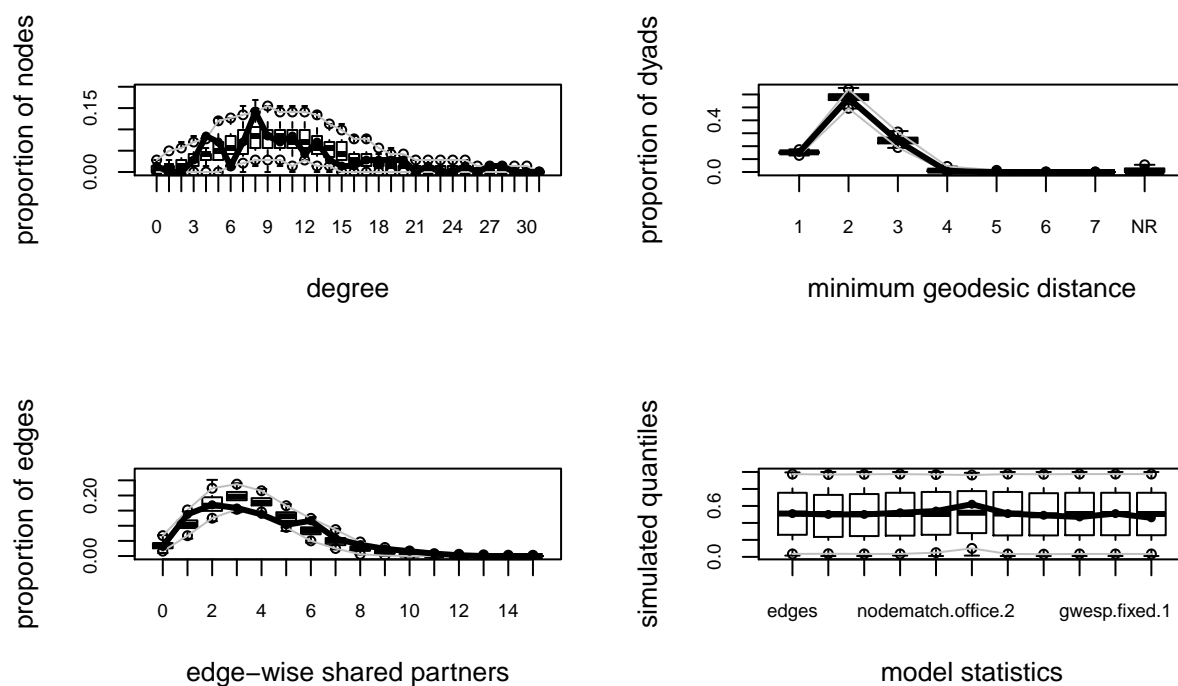 proportion of nodes
0.00 0.15
0 3 6 9 12 15 18 21 24 27 30
degree
proportion of dyads
0.0 0.4
1 2 3 4 5 6 7 NR
minimum geodesic distance
proportion of edges
0.00 0.20
0 2 4 6 8 10 12 14
edge−wise shared partners
simulated quantiles
0.0 0.6
edges nodematch.office.2 gwesp.fixed.1
model statistics